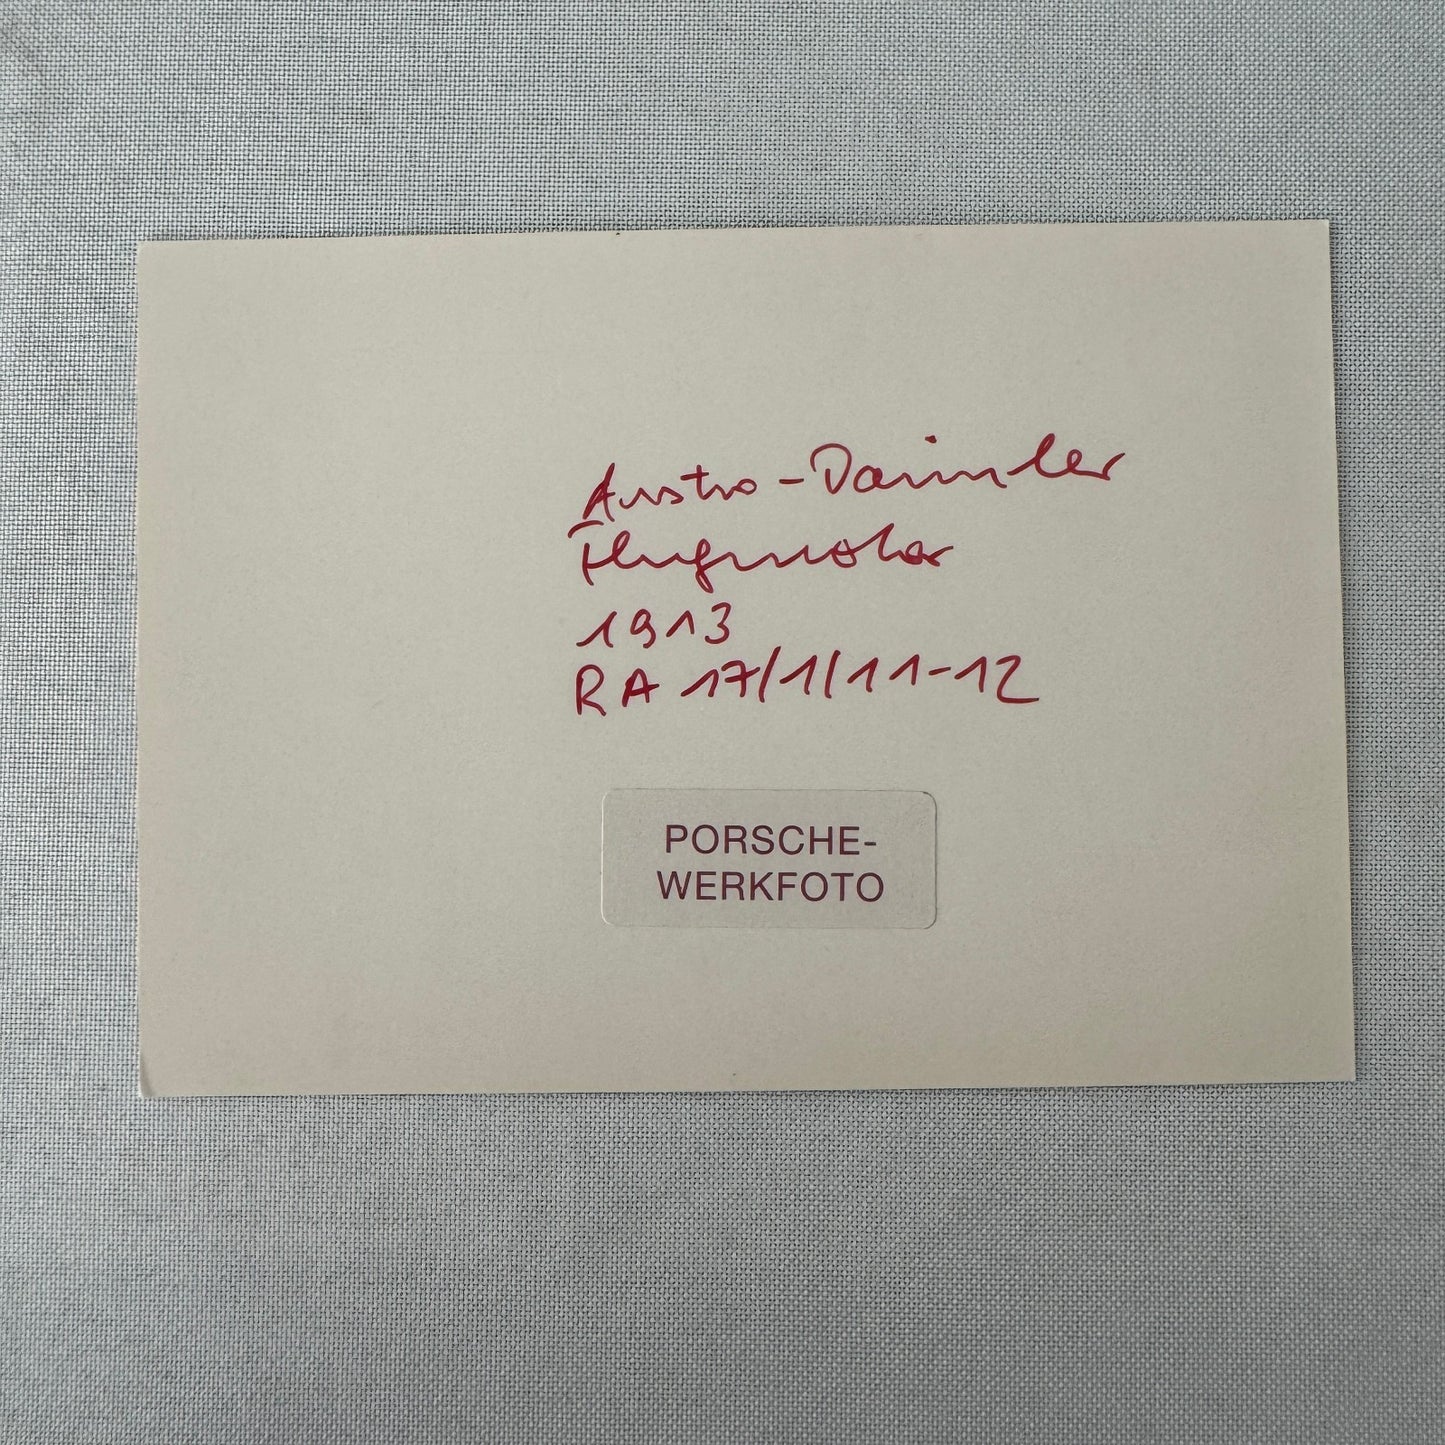 Austro-Daimler
Flugmotor
1913
RA 17/1/11-12
PORSCHE-
WERKFOTO